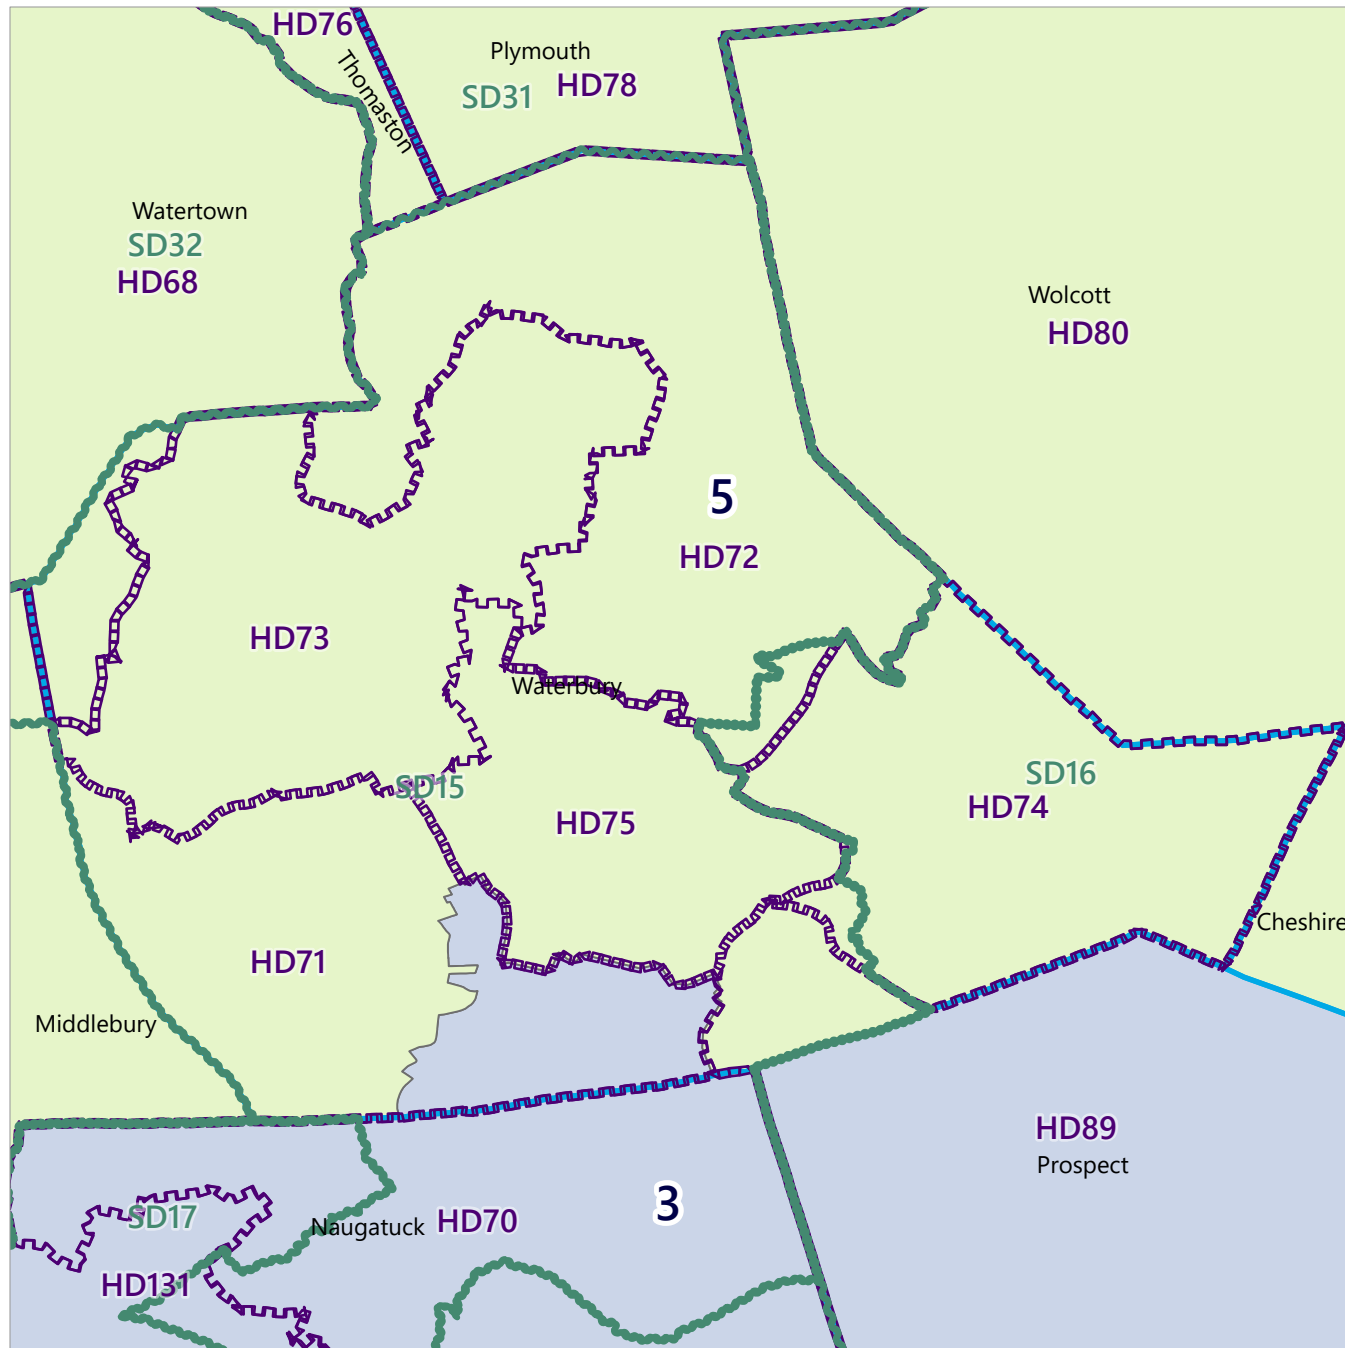 HD76
Thomaston
Plymouth
SD31
HD78
Watertown
SD32
HD68
Wolcott
HD80
5
HD72
HD73
Waterbury
SD15
SD16
HD74
HD75
Cheshire
HD71
Middlebury
HD89
Prospect
3
SD17
Naugatuck
HD70
HD131